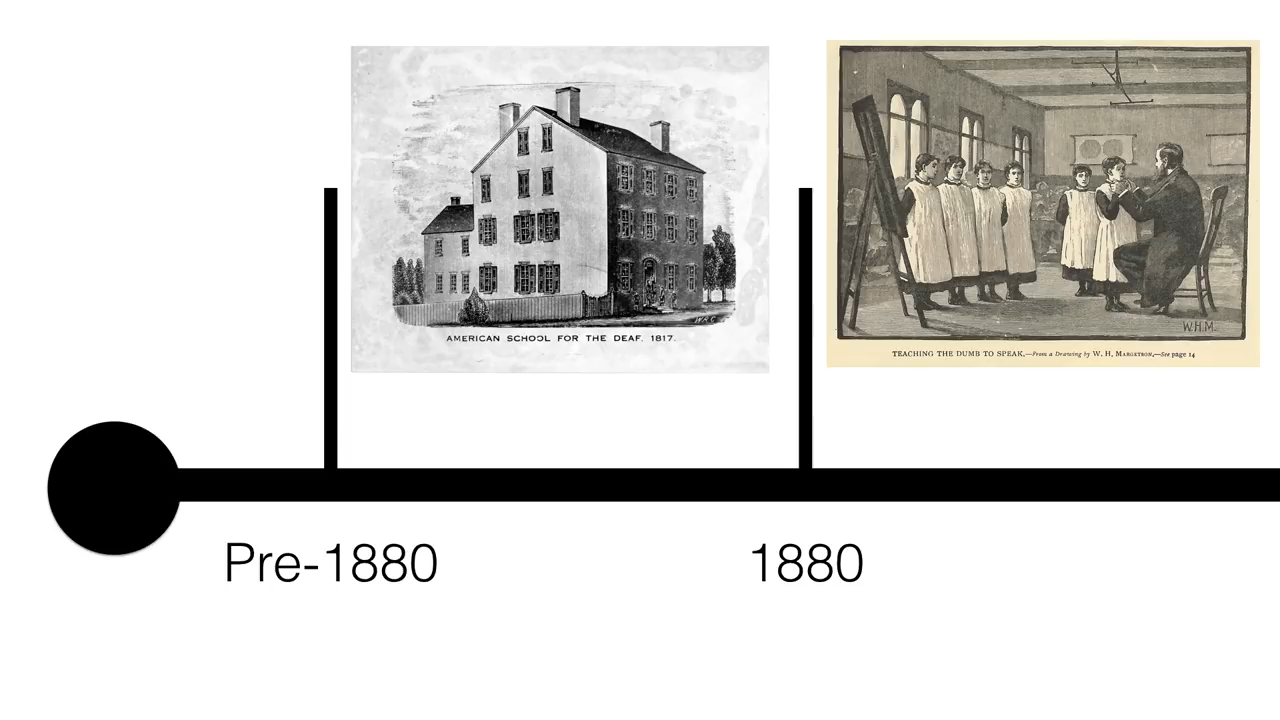 AMERICAN SCHOOL FOR THE DEAF. 1817.
W.H.M.
TEACHING THE DUMB TO SPEAK.—From a Drawing by W. H. Margetson.—See page 14
Pre-1880
1880